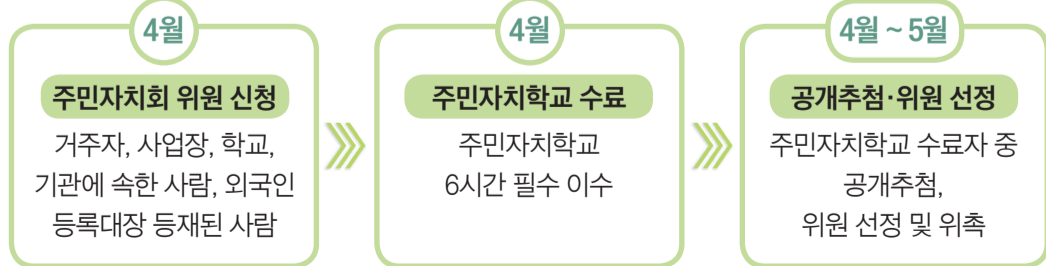 4월
주민자치회 위원 신청
거주자, 사업장, 학교,
기관에 속한 사람, 외국인
등록대장 등재된 사람
4월
주민자치학교 수료
주민자치학교
6시간 필수 이수
4월 ~ 5월
공개추첨·위원 선정
주민자치학교 수료자 중
공개추첨,
위원 선정 및 위촉